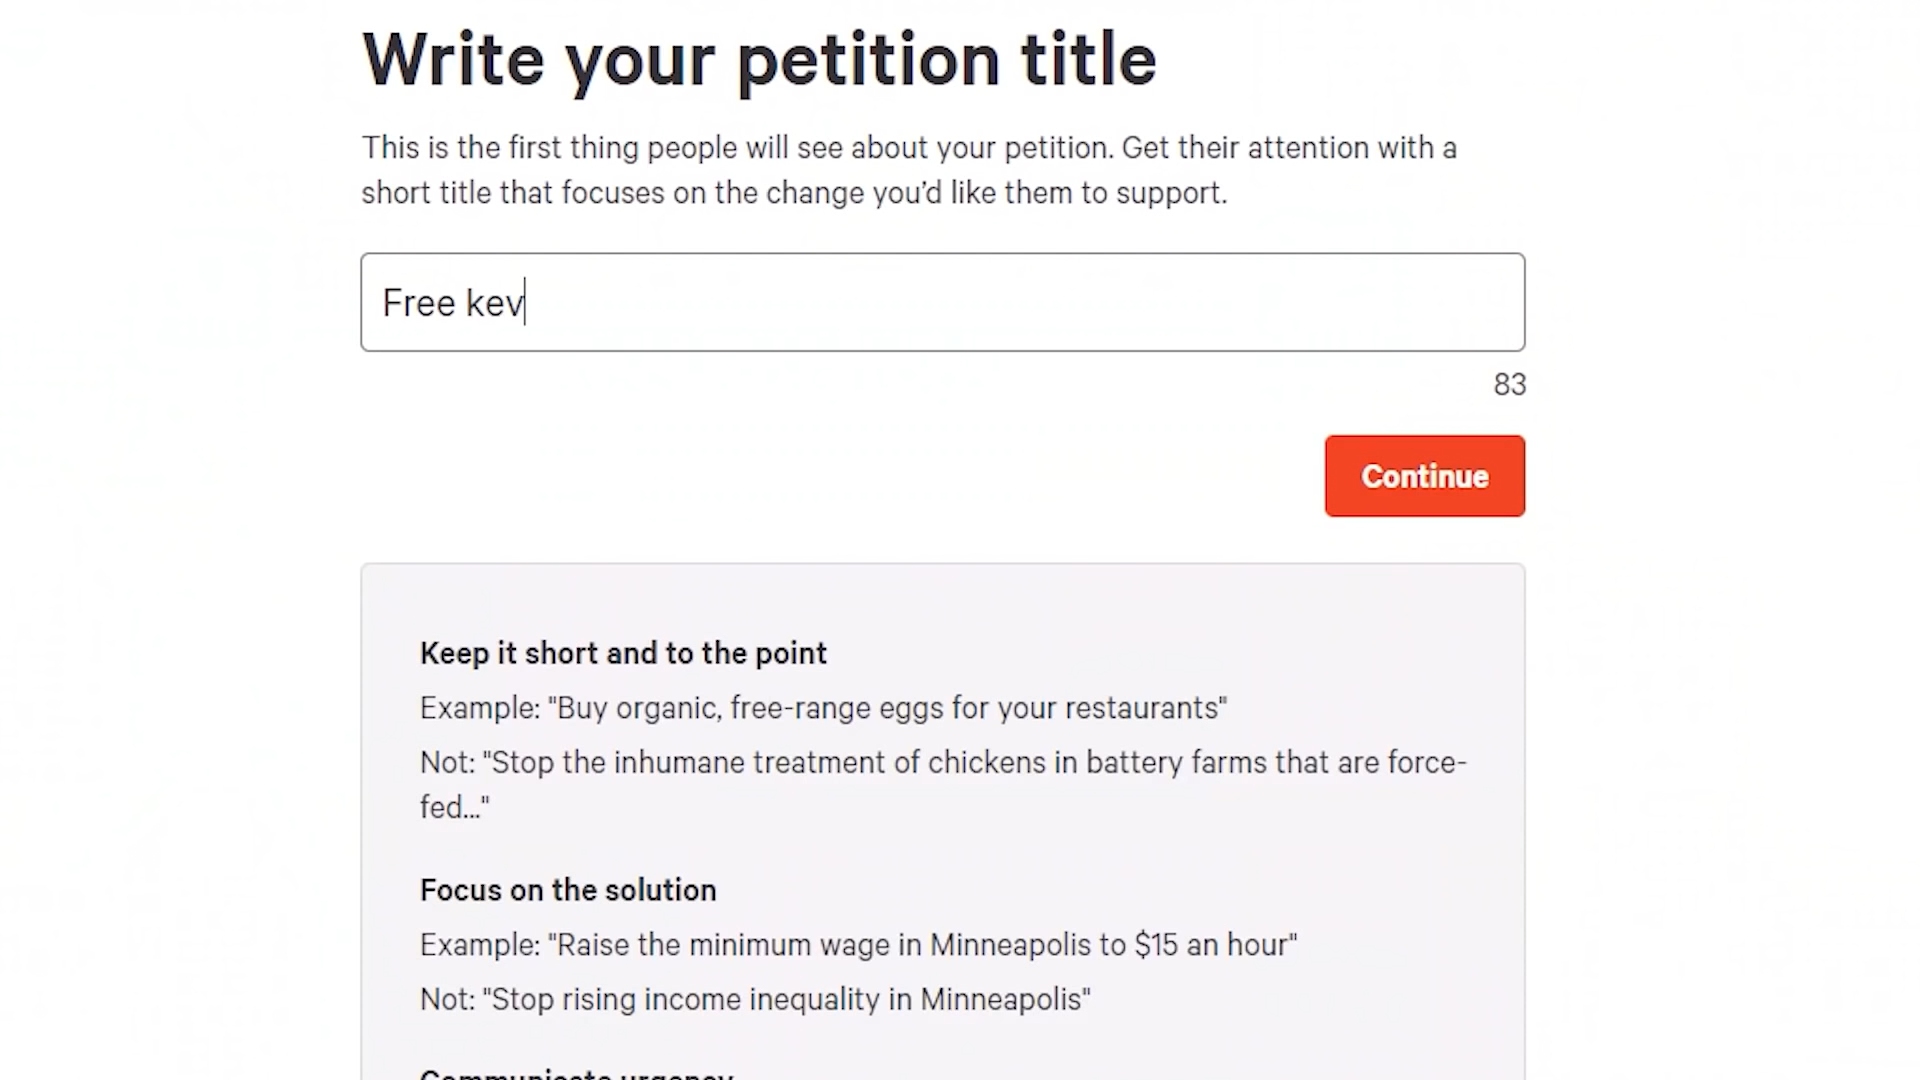 Write your petition title
This is the first thing people will see about your petition. Get their attention with a
short title that focuses on the change you’d like them to support.
Free kev
83
Continue
Keep it short and to the point
Example: "Buy organic, free-range eggs for your restaurants"
Not: "Stop the inhumane treatment of chickens in battery farms that are force-
fed..."
Focus on the solution
Example: "Raise the minimum wage in Minneapolis to $15 an hour"
Not: "Stop rising income inequality in Minneapolis"
Communicate urgency